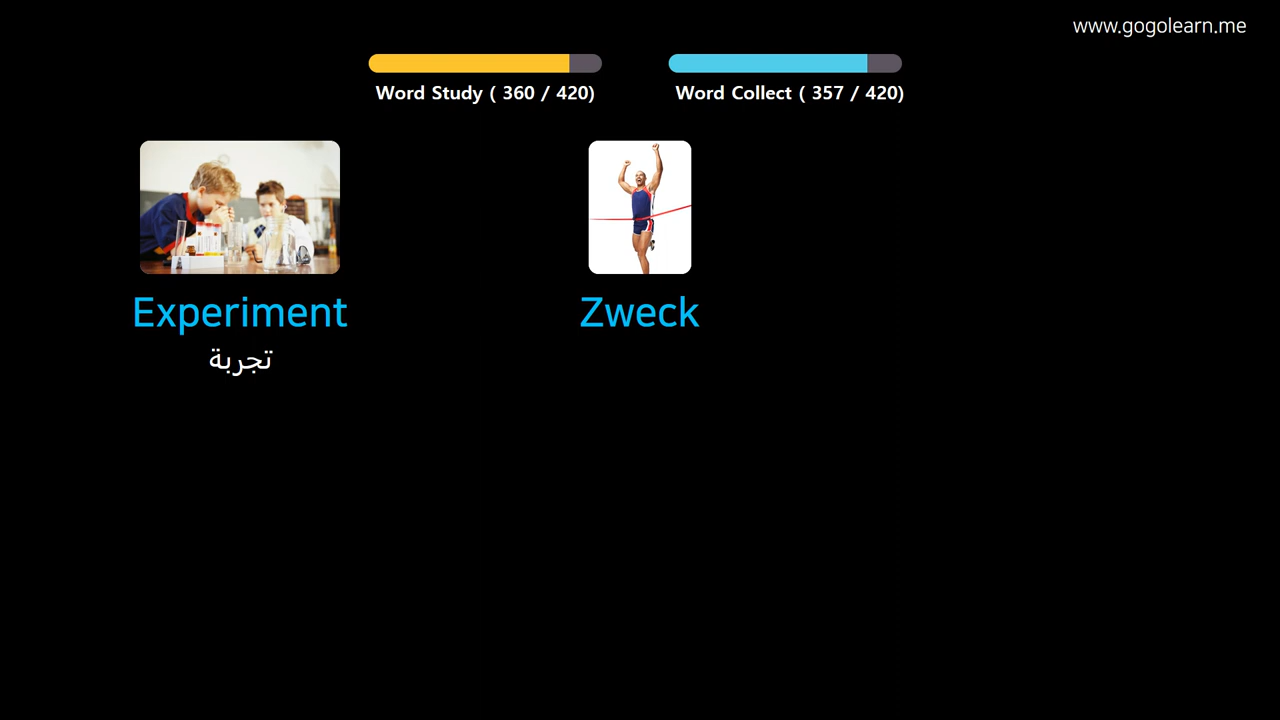 www.gogolearn.me
Word Study ( 360 / 420)
Word Collect ( 357 / 420)
Experiment
تجربة
Zweck